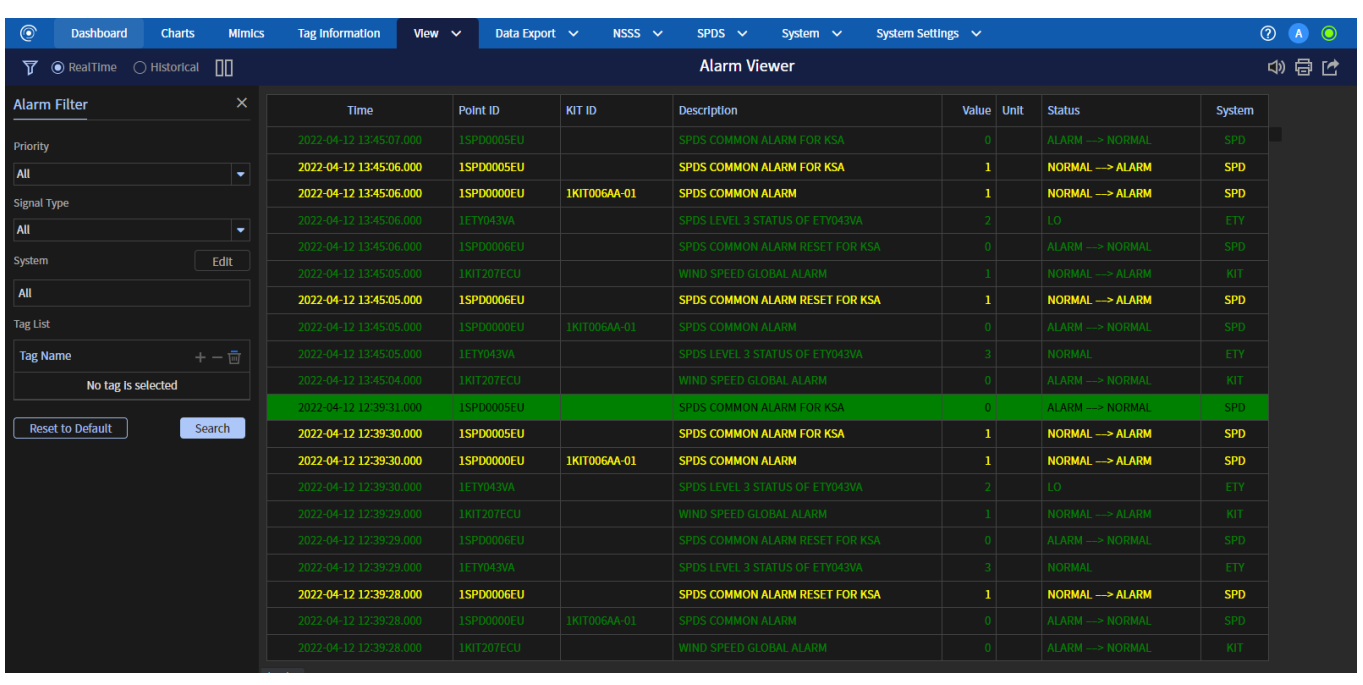 Dashboard Charts Mimics Tag Information View Data Export NSSS SPDS System System Settings ? A
RealTime Historical Alarm Viewer
Alarm Filter
Priority
All
Signal Type
All
System Edit
All
Tag List
Tag Name
No tag is selected
Reset to Default Search
Time Point ID KIT ID Description Value Unit Status System
2022-04-12 13:45:07.000 1SPD0005EU SPDS COMMON ALARM FOR KSA 0 ALARM ---> NORMAL SPD
2022-04-12 13:45:06.000 1SPD0005EU SPDS COMMON ALARM FOR KSA 1 NORMAL ---> ALARM SPD
2022-04-12 13:45:06.000 1SPD0000EU 1KIT006AA-01 SPDS COMMON ALARM 1 NORMAL ---> ALARM SPD
2022-04-12 13:45:06.000 1ETY043VA SPDS LEVEL 3 STATUS OF ETY043VA 2 LO ETY
2022-04-12 13:45:06.000 1SPD0006EU SPDS COMMON ALARM RESET FOR KSA 0 ALARM ---> NORMAL SPD
2022-04-12 13:45:05.000 1KIT207ECU WIND SPEED GLOBAL ALARM 1 NORMAL ---> ALARM KIT
2022-04-12 13:45:05.000 1SPD0006EU SPDS COMMON ALARM RESET FOR KSA 1 NORMAL ---> ALARM SPD
2022-04-12 13:45:05.000 1SPD0000EU 1KIT006AA-01 SPDS COMMON ALARM 0 ALARM ---> NORMAL SPD
2022-04-12 13:45:05.000 1ETY043VA SPDS LEVEL 3 STATUS OF ETY043VA 3 NORMAL ETY
2022-04-12 13:45:04.000 1KIT207ECU WIND SPEED GLOBAL ALARM 0 ALARM ---> NORMAL KIT
2022-04-12 12:39:31.000 1SPD0005EU SPDS COMMON ALARM FOR KSA 0 ALARM ---> NORMAL SPD
2022-04-12 12:39:30.000 1SPD0005EU SPDS COMMON ALARM FOR KSA 1 NORMAL ---> ALARM SPD
2022-04-12 12:39:30.000 1SPD0000EU 1KIT006AA-01 SPDS COMMON ALARM 1 NORMAL ---> ALARM SPD
2022-04-12 12:39:30.000 1ETY043VA SPDS LEVEL 3 STATUS OF ETY043VA 2 LO ETY
2022-04-12 12:39:29.000 1KIT207ECU WIND SPEED GLOBAL ALARM 1 NORMAL ---> ALARM KIT
2022-04-12 12:39:29.000 1SPD0006EU SPDS COMMON ALARM RESET FOR KSA 0 ALARM ---> NORMAL SPD
2022-04-12 12:39:29.000 1ETY043VA SPDS LEVEL 3 STATUS OF ETY043VA 3 NORMAL ETY
2022-04-12 12:39:28.000 1SPD0006EU SPDS COMMON ALARM RESET FOR KSA 1 NORMAL ---> ALARM SPD
2022-04-12 12:39:28.000 1SPD0000EU 1KIT006AA-01 SPDS COMMON ALARM 0 ALARM ---> NORMAL SPD
2022-04-12 12:39:28.000 1KIT207ECU WIND SPEED GLOBAL ALARM 0 ALARM ---> NORMAL KIT